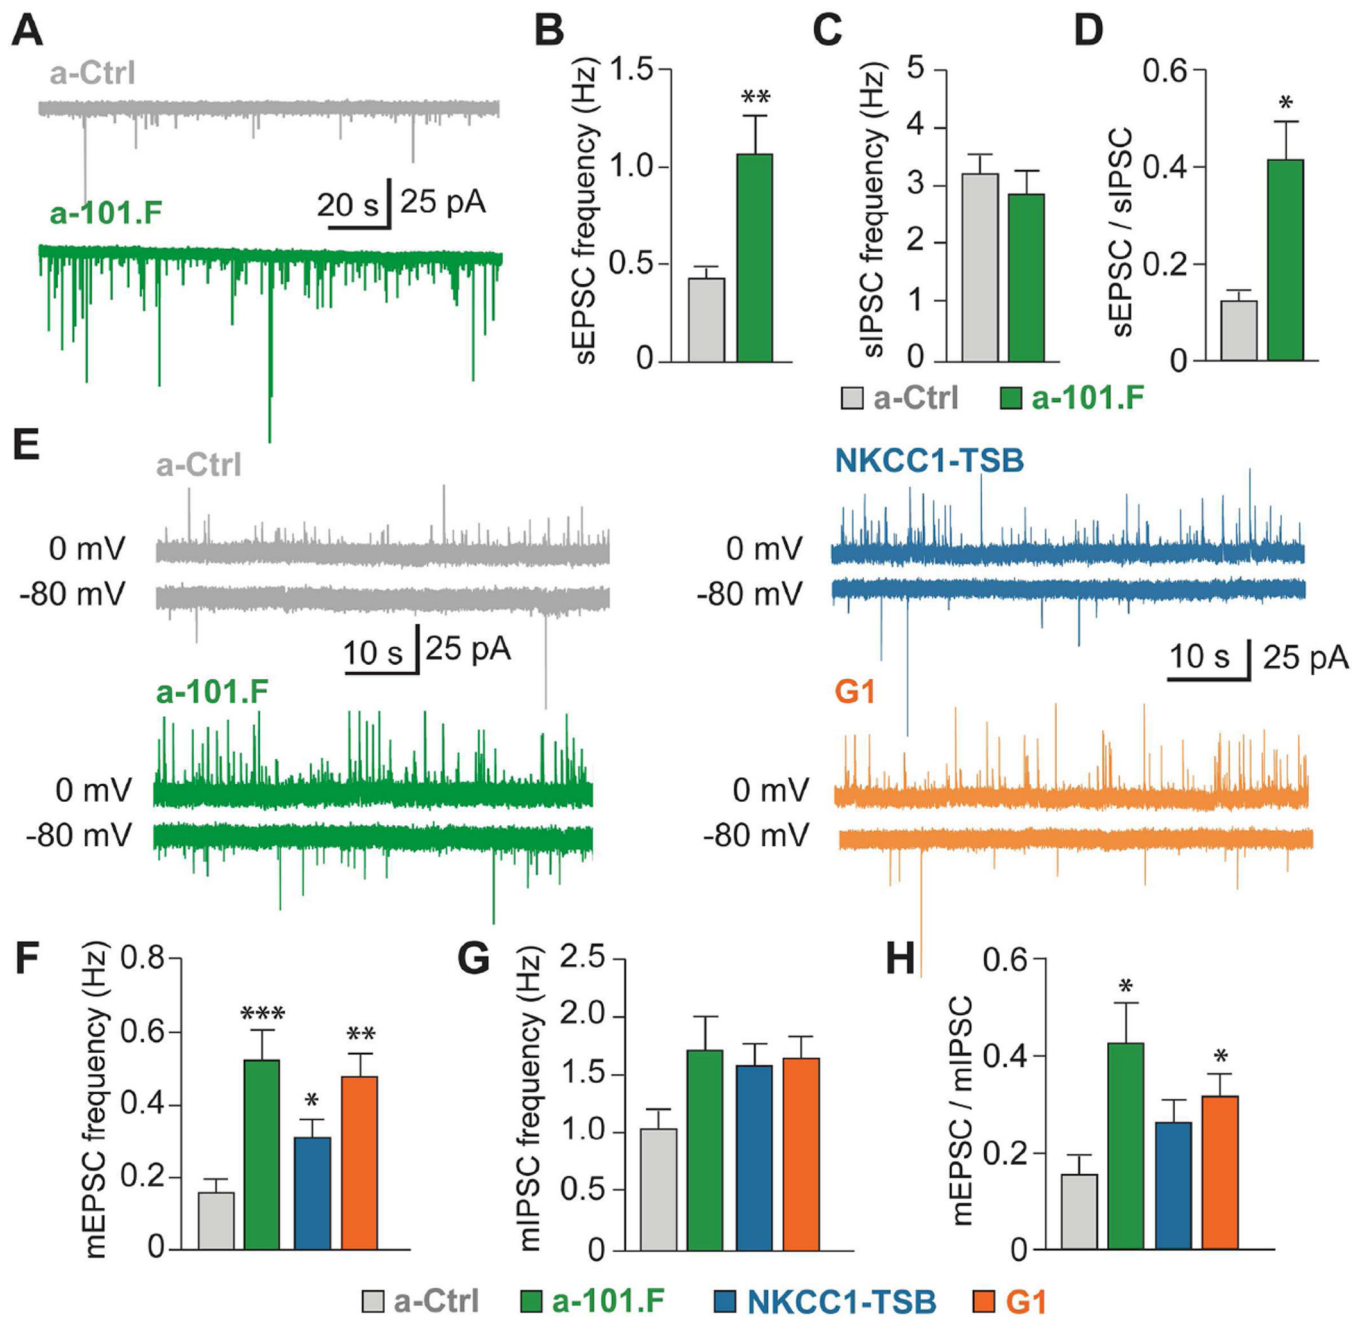 A
a-Ctrl
20 s
25 pA
a-101.F
B
sEPSC frequency (Hz)
1.5
1.0
0.5
0
**
C
sIPSC frequency (Hz)
5
4
3
2
1
0
D
sEPSC / sIPSC
0.6
0.4
0.2
0
*
a-Ctrl
a-101.F
E
a-Ctrl
0 mV
-80 mV
10 s
25 pA
a-101.F
0 mV
-80 mV
NKCC1-TSB
0 mV
-80 mV
10 s
25 pA
G1
0 mV
-80 mV
F
mEPSC frequency (Hz)
0.8
0.6
0.4
0.2
0
***
*
**
G
mIPSC frequency (Hz)
2.5
2.0
1.5
1.0
0.5
0
H
mEPSC / mIPSC
0.6
0.4
0.2
0
*
*
a-Ctrl
a-101.F
NKCC1-TSB
G1